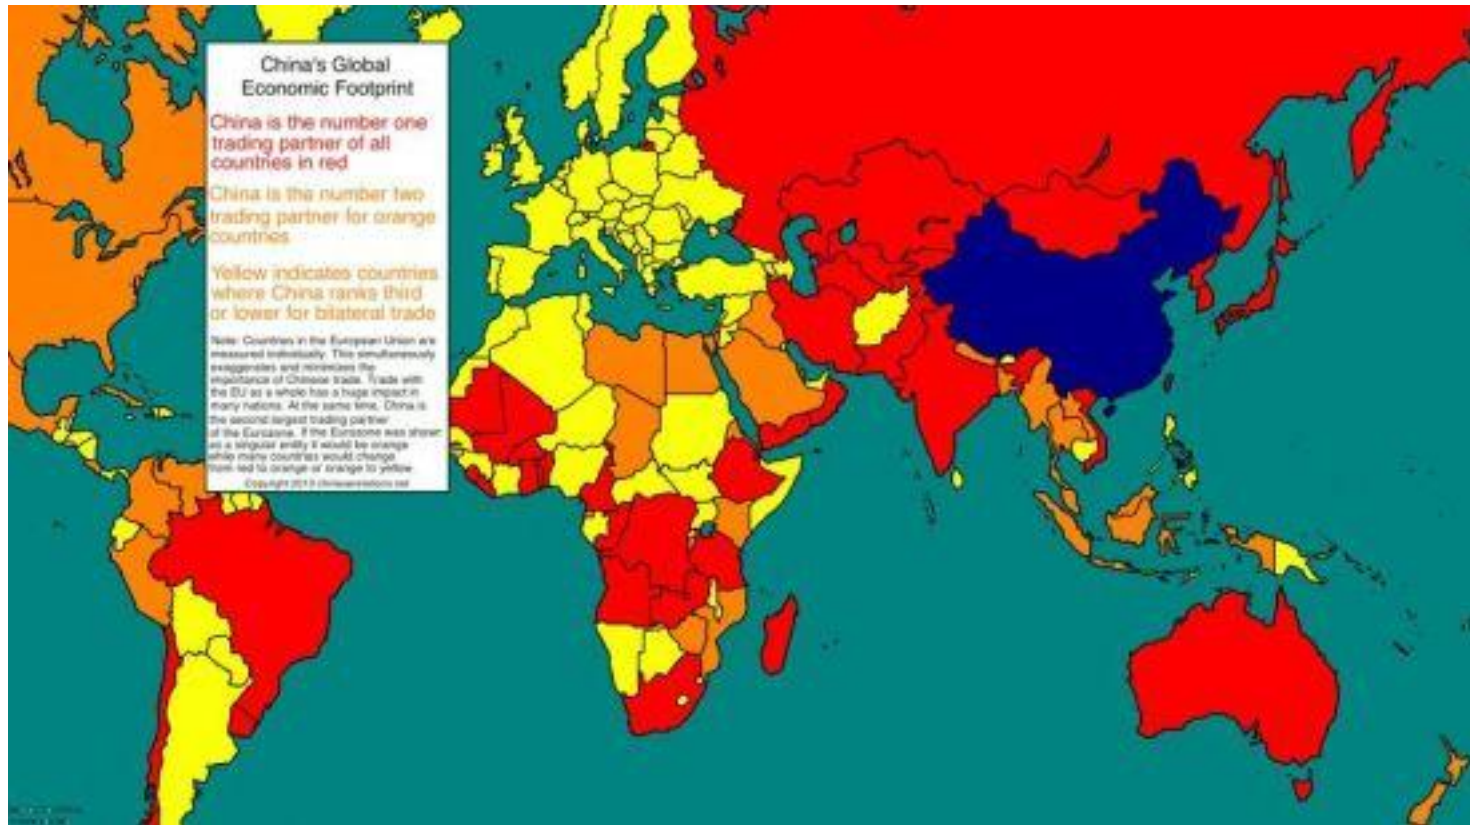 China's Global
Economic Footprint
China is the number one
trading partner of all
countries in red
China is the number two
trading partner for orange
countries
Yellow indicates countries
where China ranks third
or lower for bilateral trade
Note: Countries in the European Union are
measured individually. This simultaneously
exaggerates and minimizes the
importance of Chinese trade. Trade with
the EU as a whole has a huge impact in
many nations. At the same time, China is
the second largest trading partner
of the Eurozone. If the Eurozone was shown
as a singular entity it would be orange
while many countries would change
from red to orange or orange to yellow
Copyright 2013